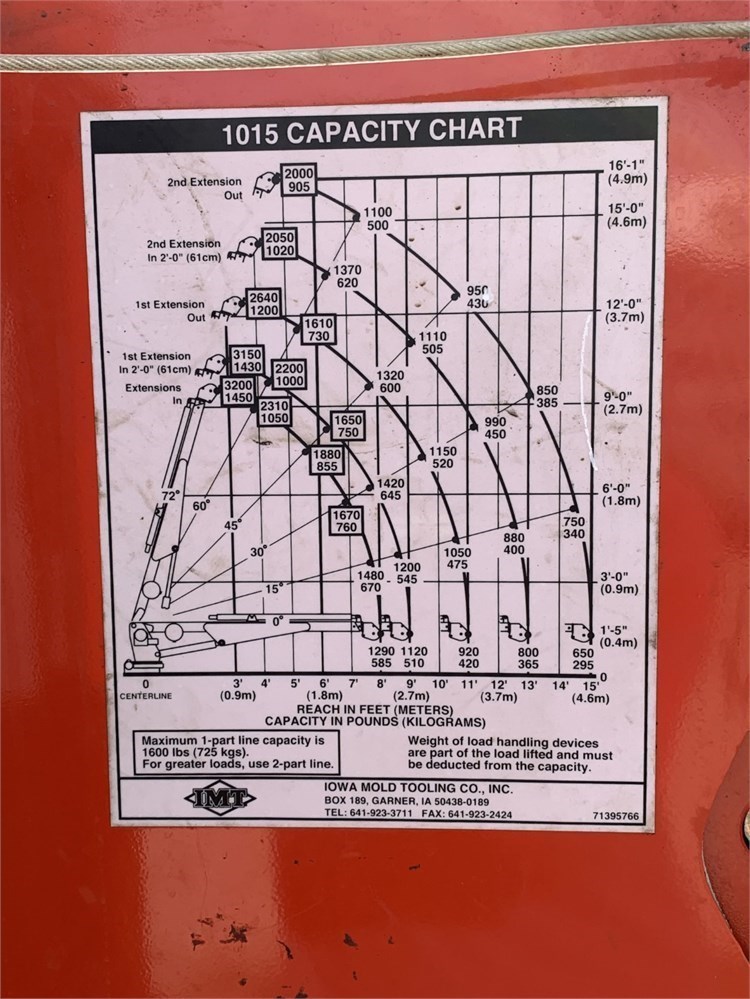 1015 CAPACITY CHART
2nd Extension
Out
2000
905
16'-1"
(4.9m)
1100
500
15'-0"
(4.6m)
2nd Extension
In 2'-0" (61cm)
2050
1020
1370
620
950
430
1st Extension
Out
2640
1200
1610
730
1110
505
12'-0"
(3.7m)
1st Extension
In 2'-0" (61cm)
3150
1430
2200
1000
1320
600
850
385
9'-0"
(2.7m)
Extensions
In
3200
1450
2310
1050
1650
750
990
450
1880
855
1150
520
72°
60°
45°
30°
15°
0°
1420
645
6'-0"
(1.8m)
1670
760
750
340
880
400
1050
475
1200
545
1480
670
3'-0"
(0.9m)
1'-5"
(0.4m)
1290
585
1120
510
920
420
800
365
650
295
0
0
CENTERLINE
3' 4' 5' 6' 7' 8' 9' 10' 11' 12' 13' 14' 15'
(0.9m) (1.8m) (2.7m) (3.7m) (4.6m)
REACH IN FEET (METERS)
CAPACITY IN POUNDS (KILOGRAMS)
Maximum 1-part line capacity is
1600 lbs (725 kgs).
For greater loads, use 2-part line.
Weight of load handling devices
are part of the load lifted and must
be deducted from the capacity.
IMT
IOWA MOLD TOOLING CO., INC.
BOX 189, GARNER, IA 50438-0189
TEL: 641-923-3711 FAX: 641-923-2424
71395766